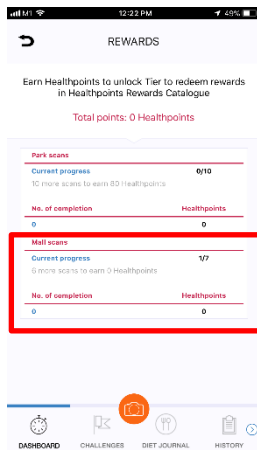 M1 12:22 PM 49%
REWARDS
Earn Healthpoints to unlock Tier to redeem rewards
in Healthpoints Rewards Catalogue
Total points: 0 Healthpoints
Park scans
Current progress 0/10
10 more scans to earn 80 Healthpoints
No. of completion Healthpoints
0 0
Mall scans
Current progress 1/7
6 more scans to earn 0 Healthpoints
No. of completion Healthpoints
0 0
DASHBOARD CHALLENGES DIET JOURNAL HISTORY